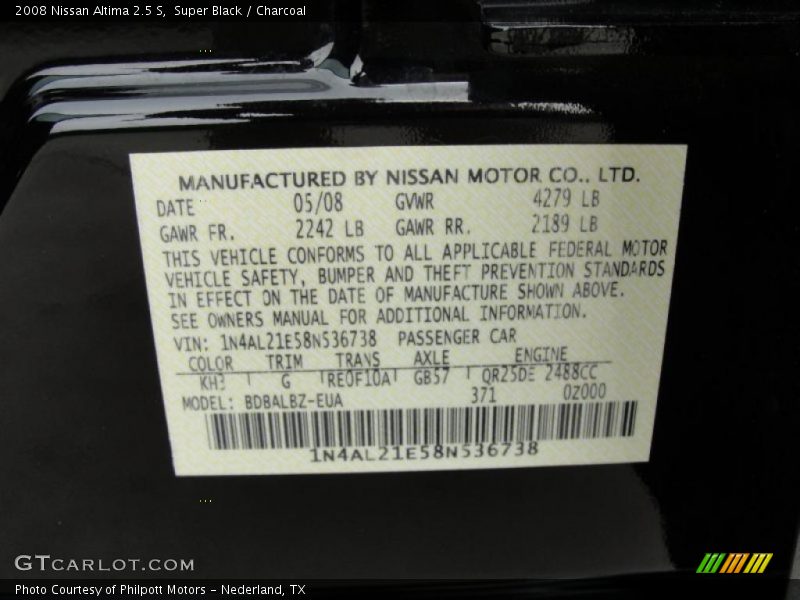 2008 Nissan Altima 2.5 S, Super Black / Charcoal
MANUFACTURED BY NISSAN MOTOR CO., LTD.
DATE 05/08 GVWR 4279 LB
GAWR FR. 2242 LB GAWR RR. 2189 LB
THIS VEHICLE CONFORMS TO ALL APPLICABLE FEDERAL MOTOR
VEHICLE SAFETY, BUMPER AND THEFT PREVENTION STANDARDS
IN EFFECT ON THE DATE OF MANUFACTURE SHOWN ABOVE.
SEE OWNERS MANUAL FOR ADDITIONAL INFORMATION.
VIN: 1N4AL21E58N536738 PASSENGER CAR
COLOR TRIM TRANS AXLE ENGINE
KH3 G RE0F10A GB57 QR25DE 2488CC
MODEL: BDBALBZ-EUA 371 0Z000
1N4AL21E58N536738
GTCARLOT.COM
Photo Courtesy of Philpott Motors - Nederland, TX